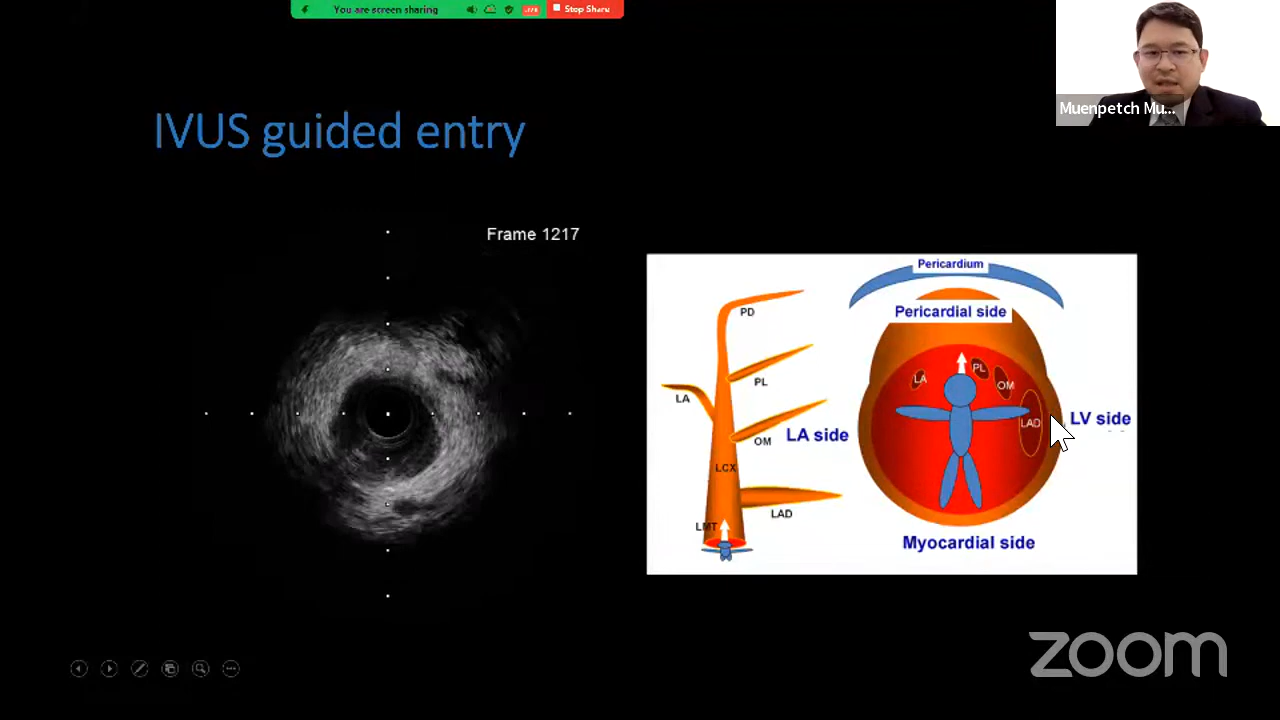 You are screen sharing
Stop Share
Muenpetch Mu...
IVUS guided entry
Frame 1217
Pericardium
Pericardial side
PD
PL
LA
OM
LA side
LCX
LAD
LMT
LA
PL
OM
LAD
LV side
Myocardial side
zoom